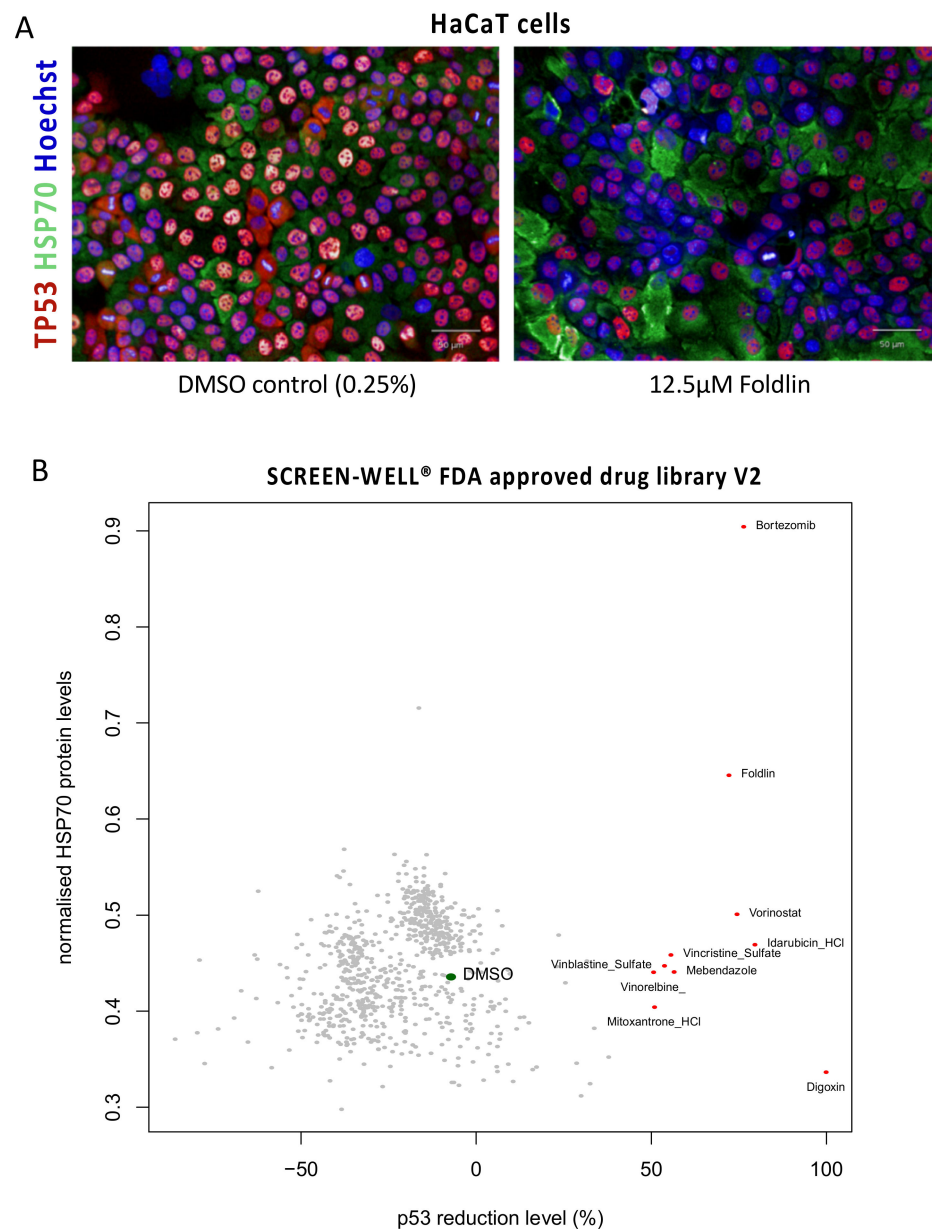 A
HaCaT cells
TP53 HSP70 Hoechst
50 µm
50 µm
DMSO control (0.25%)
12.5µM Foldlin
B
SCREEN-WELL® FDA approved drug library V2
normalised HSP70 protein levels
0.9
0.8
0.7
0.6
0.5
0.4
0.3
Bortezomib
Foldlin
Vorinostat
Idarubicin_HCl
Vincristine_Sulfate
Vinblastine_Sulfate
Mebendazole
DMSO
Vinorelbine_
Mitoxantrone_HCl
Digoxin
−50
0
50
100
p53 reduction level (%)